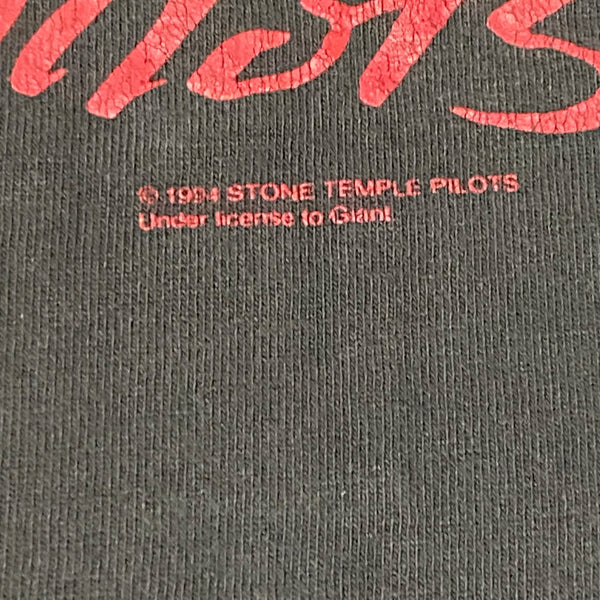 © 1994 STONE TEMPLE PILOTS
Under license to Giant